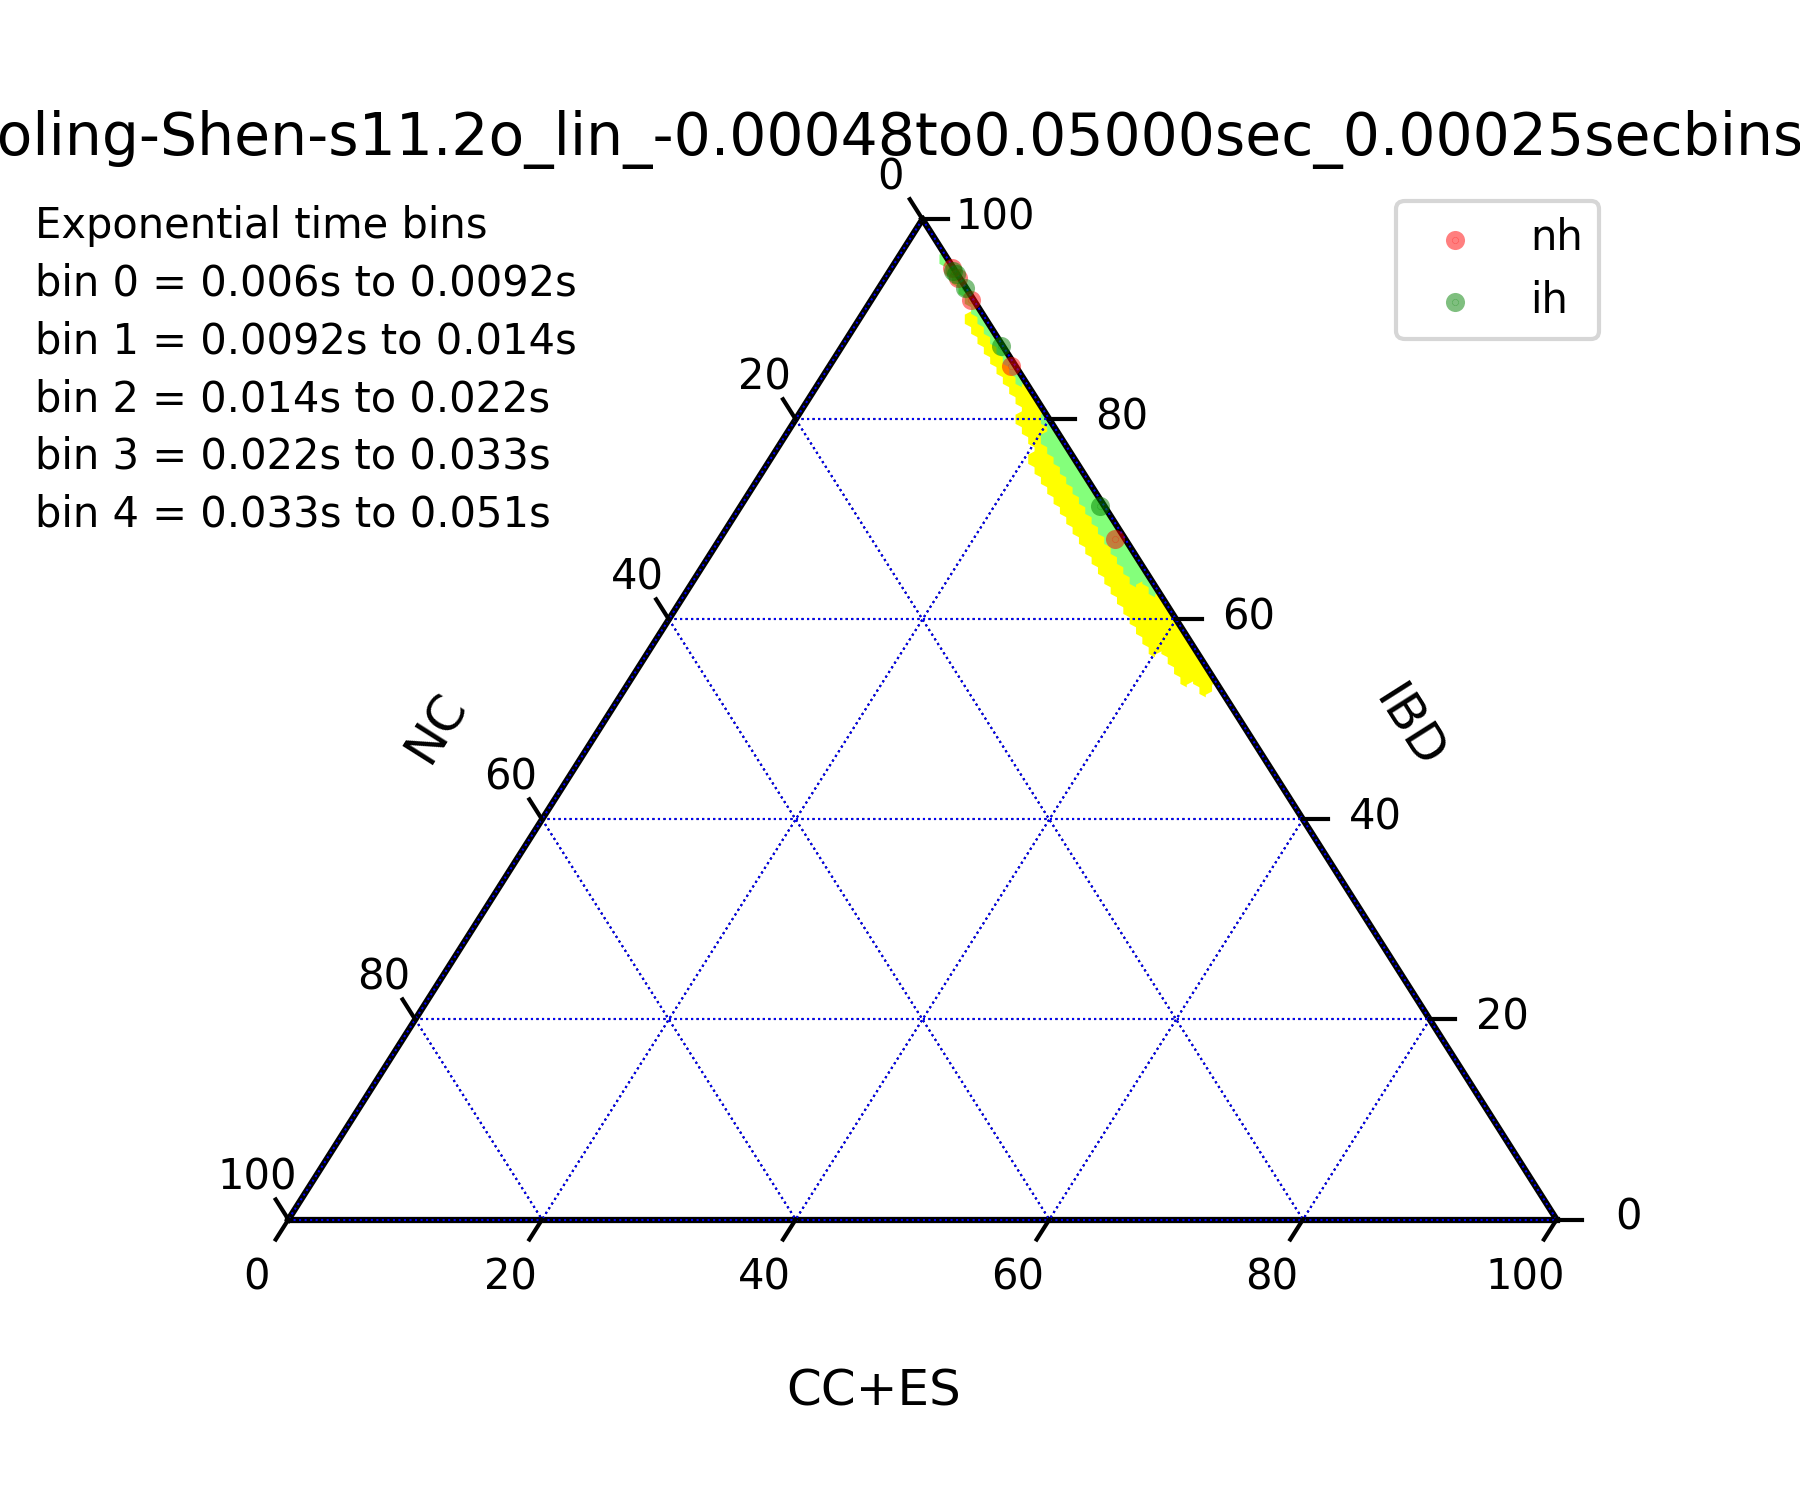 oling-Shen-s11.2o_lin_-0.00048to0.05000sec_0.00025secbins
0
100
Exponential time bins
bin 0 = 0.006s to 0.0092s
bin 1 = 0.0092s to 0.014s
bin 2 = 0.014s to 0.022s
bin 3 = 0.022s to 0.033s
bin 4 = 0.033s to 0.051s
nh
ih
20
80
40
60
NC
IBD
60
40
80
20
100
0
0
20
40
60
80
100
CC+ES